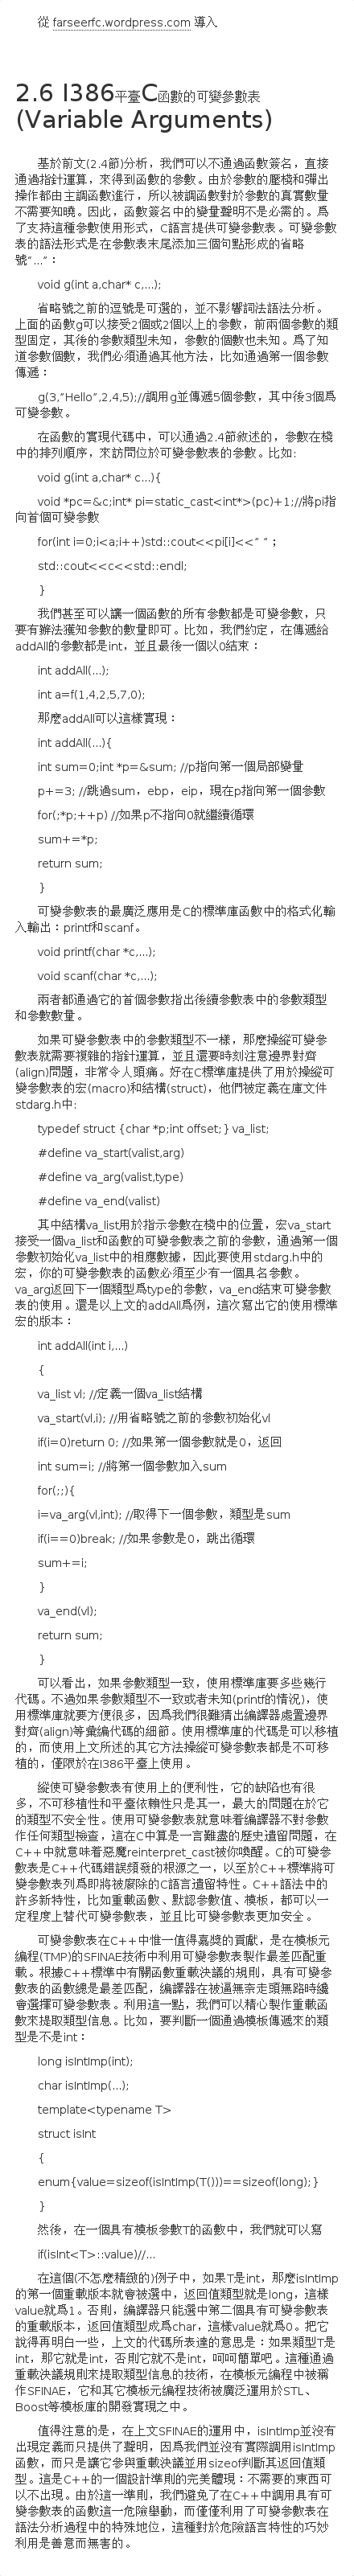 從 farseerfc.wordpress.com 導入
2.6 I386平臺C函數的可變參數表
(Variable Arguments)
基於前文(2.4節)分析，我們可以不通過函數簽名，直接
通過指針運算，來得到函數的參數。由於參數的壓棧和彈出
操作都由主調函數進行，所以被調函數對於參數的真實數量
不需要知曉。因此，函數簽名中的變量聲明不是必需的。爲
了支持這種參數使用形式，C語言提供可變參數表。可變參數
表的語法形式是在參數表末尾添加三個句點形成的省略
號“...”：
void g(int a,char* c,...);
省略號之前的逗號是可選的，並不影響詞法語法分析。
上面的函數g可以接受2個或2個以上的參數，前兩個參數的類
型固定，其後的參數類型未知，參數的個數也未知。爲了知
道參數個數，我們必須通過其他方法，比如通過第一個參數
傳遞：
g(3,”Hello”,2,4,5);//調用g並傳遞5個參數，其中後3個爲
可變參數。
在函數的實現代碼中，可以通過2.4節敘述的，參數在棧
中的排列順序，來訪問位於可變參數表的參數。比如:
void g(int a,char* c...){
void *pc=&c;int* pi=static_cast<int*>(pc)+1;//將pi指
向首個可變參數
for(int i=0;i<a;i++)std::cout<<pi[i]<<” ”；
std::cout<<c<<std::endl;
}
我們甚至可以讓一個函數的所有參數都是可變參數，只
要有辦法獲知參數的數量即可。比如，我們約定，在傳遞給
addAll的參數都是int，並且最後一個以0結束：
int addAll(...);
int a=f(1,4,2,5,7,0);
那麼addAll可以這樣實現：
int addAll(...){
int sum=0;int *p=&sum; //p指向第一個局部變量
p+=3; //跳過sum，ebp，eip，現在p指向第一個參數
for(;*p;++p) //如果p不指向0就繼續循環
sum+=*p;
return sum;
}
可變參數表的最廣泛應用是C的標準庫函數中的格式化輸
入輸出：printf和scanf。
void printf(char *c,...);
void scanf(char *c,...);
兩者都通過它的首個參數指出後續參數表中的參數類型
和參數數量。
如果可變參數表中的參數類型不一樣，那麼操縱可變參
數表就需要複雜的指針運算，並且還要時刻注意邊界對齊
(align)問題，非常令人頭痛。好在C標準庫提供了用於操縱可
變參數表的宏(macro)和結構(struct)，他們被定義在庫文件
stdarg.h中:
typedef struct {char *p;int offset;} va_list;
#define va_start(valist,arg)
#define va_arg(valist,type)
#define va_end(valist)
其中結構va_list用於指示參數在棧中的位置，宏va_start
接受一個va_list和函數的可變參數表之前的參數，通過第一個
參數初始化va_list中的相應數據，因此要使用stdarg.h中的
宏，你的可變參數表的函數必須至少有一個具名參數。
va_arg返回下一個類型爲type的參數，va_end結束可變參數
表的使用。還是以上文的addAll爲例，這次寫出它的使用標準
宏的版本：
int addAll(int i,...)
{
va_list vl; //定義一個va_list結構
va_start(vl,i); //用省略號之前的參數初始化vl
if(i=0)return 0; //如果第一個參數就是0，返回
int sum=i; //將第一個參數加入sum
for(;;){
i=va_arg(vl,int); //取得下一個參數，類型是sum
if(i==0)break; //如果參數是0，跳出循環
sum+=i;
}
va_end(vl);
return sum;
}
可以看出，如果參數類型一致，使用標準庫要多些幾行
代碼。不過如果參數類型不一致或者未知(printf的情況)，使
用標準庫就要方便很多，因爲我們很難猜出編譯器處置邊界
對齊(align)等彙編代碼的細節。使用標準庫的代碼是可以移植
的，而使用上文所述的其它方法操縱可變參數表都是不可移
植的，僅限於在I386平臺上使用。
縱使可變參數表有使用上的便利性，它的缺陷也有很
多，不可移植性和平臺依賴性只是其一，最大的問題在於它
的類型不安全性。使用可變參數表就意味着編譯器不對參數
作任何類型檢查，這在C中算是一言難盡的歷史遺留問題，在
C++中就意味着惡魔reinterpret_cast被你喚醒。C的可變參
數表是C++代碼錯誤頻發的根源之一，以至於C++標準將可
變參數表列爲即將被廢除的C語言遺留特性。C++語法中的
許多新特性，比如重載函數、默認參數值、模板，都可以一
定程度上替代可變參數表，並且比可變參數表更加安全。
可變參數表在C++中惟一值得嘉獎的貢獻，是在模板元
編程(TMP)的SFINAE技術中利用可變參數表製作最差匹配重
載。根據C++標準中有關函數重載決議的規則，具有可變參
數表的函數總是最差匹配，編譯器在被逼無奈走頭無路時纔
會選擇可變參數表。利用這一點，我們可以精心製作重載函
數來提取類型信息。比如，要判斷一個通過模板傳遞來的類
型是不是int：
long isIntImp(int);
char isIntImp(...);
template<typename T>
struct isInt
{
enum{value=sizeof(isIntImp(T()))==sizeof(long);}
}
然後，在一個具有模板參數T的函數中，我們就可以寫
if(isInt<T>::value)//...
在這個(不怎麼精緻的)例子中，如果T是int，那麼isIntImp
的第一個重載版本就會被選中，返回值類型就是long，這樣
value就爲1。否則，編譯器只能選中第二個具有可變參數表
的重載版本，返回值類型成爲char，這樣value就爲0。把它
說得再明白一些，上文的代碼所表達的意思是：如果類型T是
int，那它就是int，否則它就不是int，呵呵簡單吧。這種通過
重載決議規則來提取類型信息的技術，在模板元編程中被稱
作SFINAE，它和其它模板元編程技術被廣泛運用於STL、
Boost等模板庫的開發實現之中。
值得注意的是，在上文SFINAE的運用中，isIntImp並沒有
出現定義而只提供了聲明，因爲我們並沒有實際調用isIntImp
函數，而只是讓它參與重載決議並用sizeof判斷其返回值類
型。這是C++的一個設計準則的完美體現：不需要的東西可
以不出現。由於這一準則，我們避免了在C++中調用具有可
變參數表的函數這一危險舉動，而僅僅利用了可變參數表在
語法分析過程中的特殊地位，這種對於危險語言特性的巧妙
利用是善意而無害的。